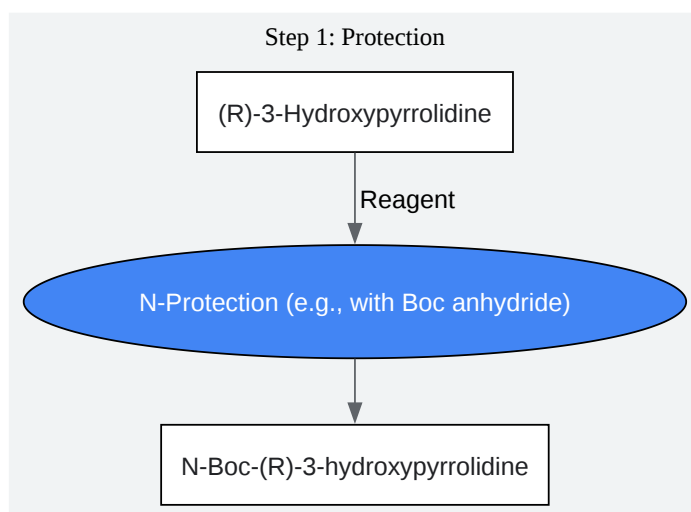 Step 1: Protection
(R)-3-Hydroxypyrrolidine
Reagent
N-Protection (e.g., with Boc anhydride)
N-Boc-(R)-3-hydroxypyrrolidine